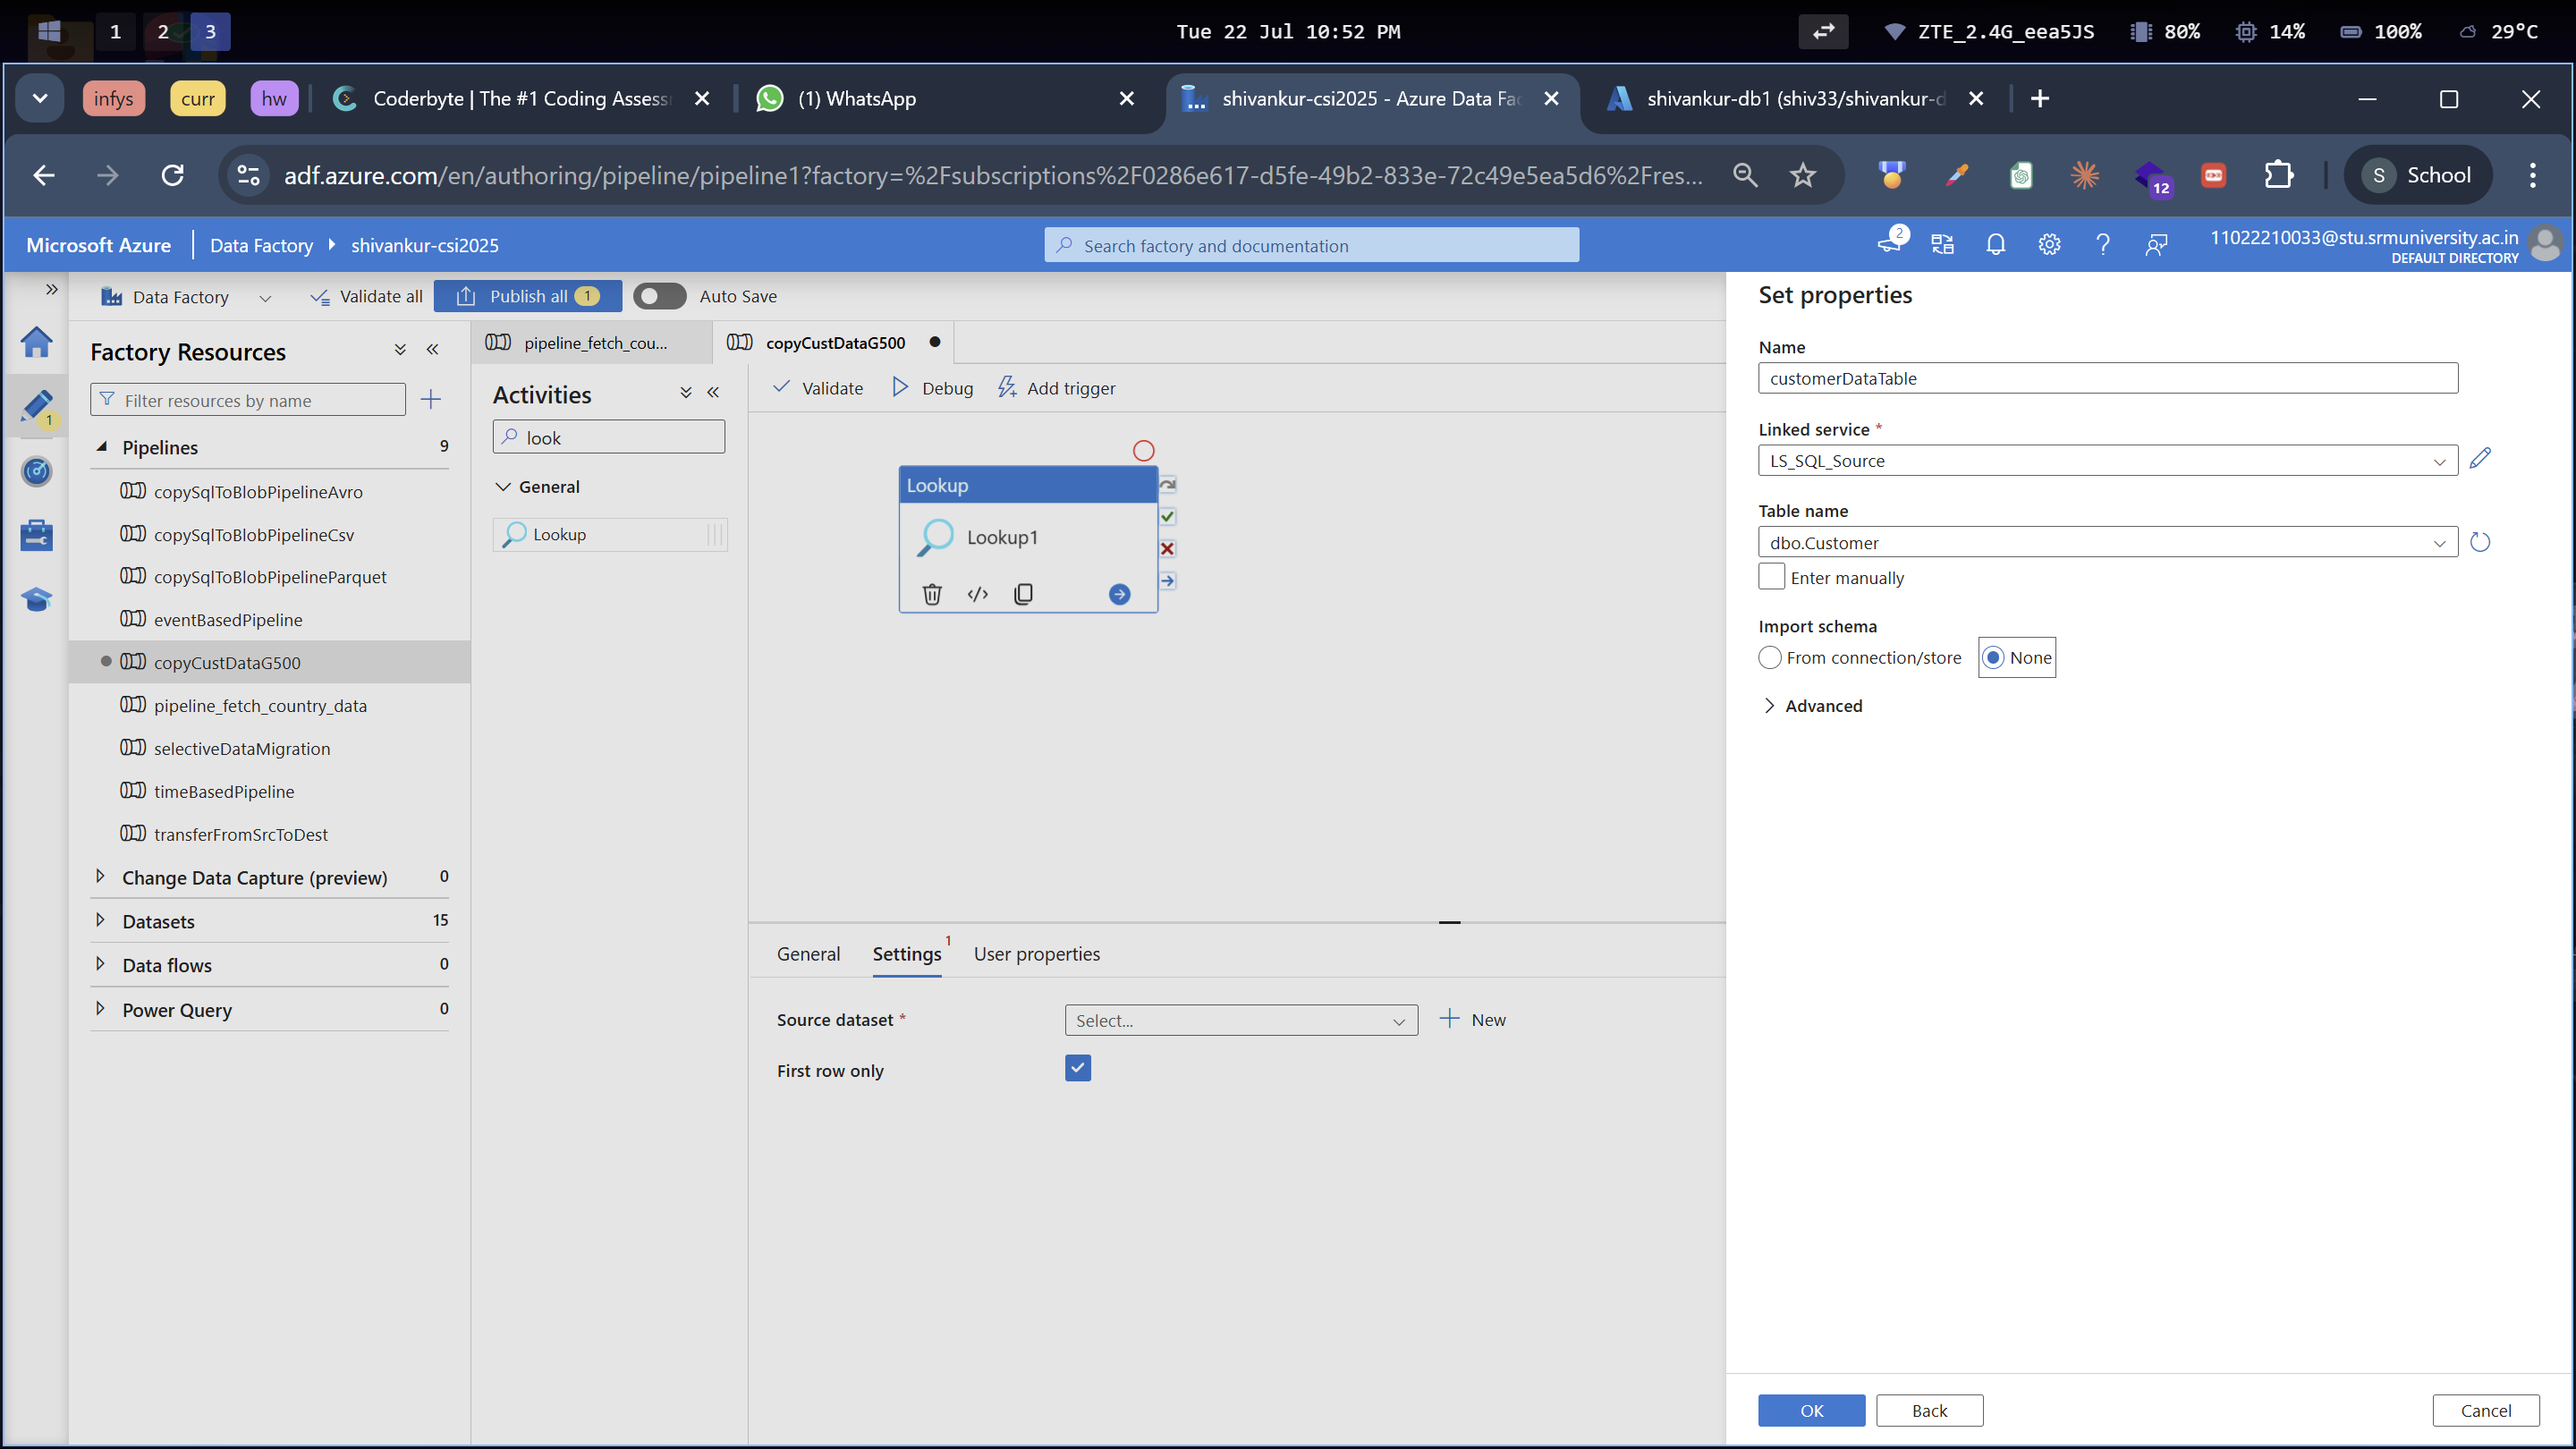 1 2 3 Tue 22 Jul 10:52 PM ZTE_2.4G_eea5JS 80% 14% 100% 29°C
infys curr hw Coderbyte | The #1 Coding Assess (1) WhatsApp shivankur-csi2025 - Azure Data Fac shivankur-db1 (shiv33/shivankur-d
adf.azure.com/en/authoring/pipeline/pipeline1?factory=%2Fsubscriptions%2F0286e617-d5fe-49b2-833e-72c49e5ea5d6%2Fres... 12 S School
Microsoft Azure Data Factory shivankur-csi2025 Search factory and documentation 2 11022210033@stu.srmuniversity.ac.in
DEFAULT DIRECTORY
Data Factory Validate all Publish all 1 Auto Save
Factory Resources
Filter resources by name
1
Pipelines 9
copySqlToBlobPipelineAvro
copySqlToBlobPipelineCsv
copySqlToBlobPipelineParquet
eventBasedPipeline
copyCustDataG500
pipeline_fetch_country_data
selectiveDataMigration
timeBasedPipeline
transferFromSrcToDest
Change Data Capture (preview) 0
Datasets 15
Data flows 0
Power Query 0
pipeline_fetch_cou... copyCustDataG500
Activities
look
General
Lookup
Validate Debug Add trigger
Lookup
Lookup1
General Settings 1 User properties
Source dataset * Select... New
First row only
Set properties
Name
customerDataTable
Linked service *
LS_SQL_Source
Table name
dbo.Customer
Enter manually
Import schema
From connection/store None
Advanced
OK Back Cancel